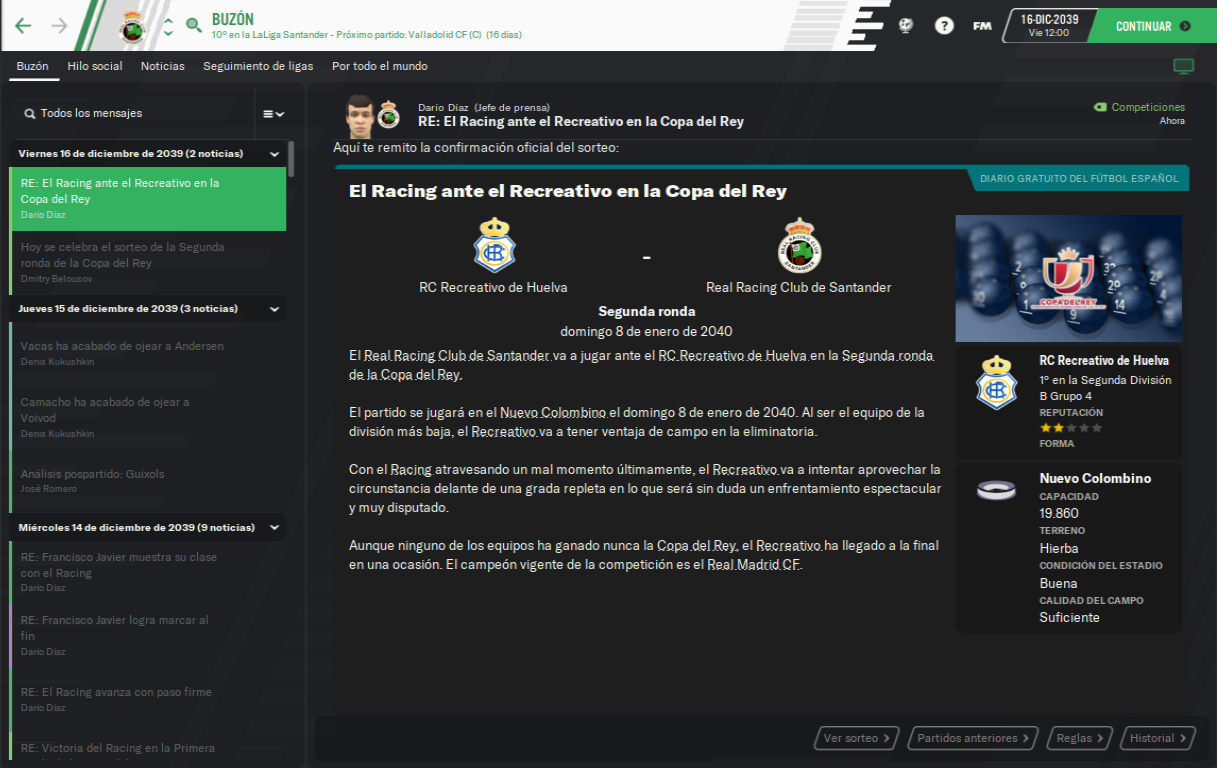 BUZÓN
10º en la LaLiga Santander - Próximo partido: Valladolid CF (C) (16 días)
?
FM
16-DIC-2039
Vie 12:00
CONTINUAR
Buzón
Hilo social
Noticias
Seguimiento de ligas
Por todo el mundo
Todos los mensajes
Viernes 16 de diciembre de 2039 (2 noticias)
RE: El Racing ante el Recreativo en la
Copa del Rey
Darío Díaz
Hoy se celebra el sorteo de la Segunda
ronda de la Copa del Rey
Dmitry Belousov
Jueves 15 de diciembre de 2039 (3 noticias)
Vacas ha acabado de ojear a Andersen
Denis Kukushkin
Camacho ha acabado de ojear a
Voivod
Denis Kukushkin
Análisis pospartido: Guixols
José Romero
Miércoles 14 de diciembre de 2039 (9 noticias)
RE: Francisco Javier muestra su clase
con el Racing
Darío Díaz
RE: Francisco Javier logra marcar al
fin
Darío Díaz
RE: El Racing avanza con paso firme
Darío Díaz
RE: Victoria del Racing en la Primera
Darío Díaz (Jefe de prensa)
RE: El Racing ante el Recreativo en la Copa del Rey
Competiciones
Ahora
Aquí te remito la confirmación oficial del sorteo:
DIARIO GRATUITO DEL FÚTBOL ESPAÑOL
El Racing ante el Recreativo en la Copa del Rey
-
RC Recreativo de Huelva
Real Racing Club de Santander
Segunda ronda
domingo 8 de enero de 2040
El Real Racing Club de Santander va a jugar ante el RC Recreativo de Huelva en la Segunda ronda
de la Copa del Rey.
El partido se jugará en el Nuevo Colombino el domingo 8 de enero de 2040. Al ser el equipo de la
división más baja, el Recreativo va a tener ventaja de campo en la eliminatoria.
Con el Racing atravesando un mal momento últimamente, el Recreativo va a intentar aprovechar la
circunstancia delante de una grada repleta en lo que será sin duda un enfrentamiento espectacular
y muy disputado.
Aunque ninguno de los equipos ha ganado nunca la Copa del Rey, el Recreativo ha llegado a la final
en una ocasión. El campeón vigente de la competición es el Real Madrid CF.
COPA DEL REY
RC Recreativo de Huelva
1º en la Segunda División
B Grupo 4
REPUTACIÓN
FORMA
Nuevo Colombino
CAPACIDAD
19.860
TERRENO
Hierba
CONDICIÓN DEL ESTADIO
Buena
CALIDAD DEL CAMPO
Suficiente
Ver sorteo
Partidos anteriores
Reglas
Historial